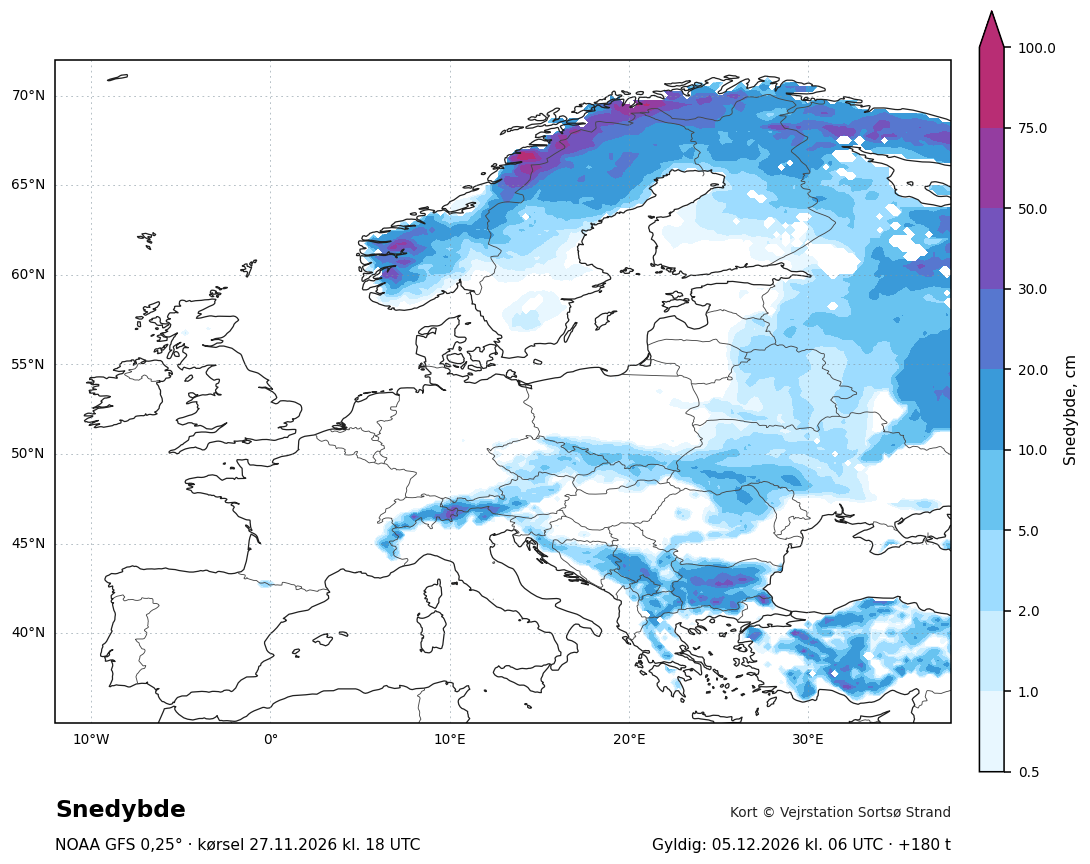 100.0
75.0
50.0
30.0
20.0
10.0
5.0
2.0
1.0
0.5
Snedybde, cm
70°N
65°N
60°N
55°N
50°N
45°N
40°N
10°W
0°
10°E
20°E
30°E
Snedybde
Kort © Vejrstation Sortsø Strand
NOAA GFS 0,25° · kørsel 27.11.2026 kl. 18 UTC
Gyldig: 05.12.2026 kl. 06 UTC · +180 t